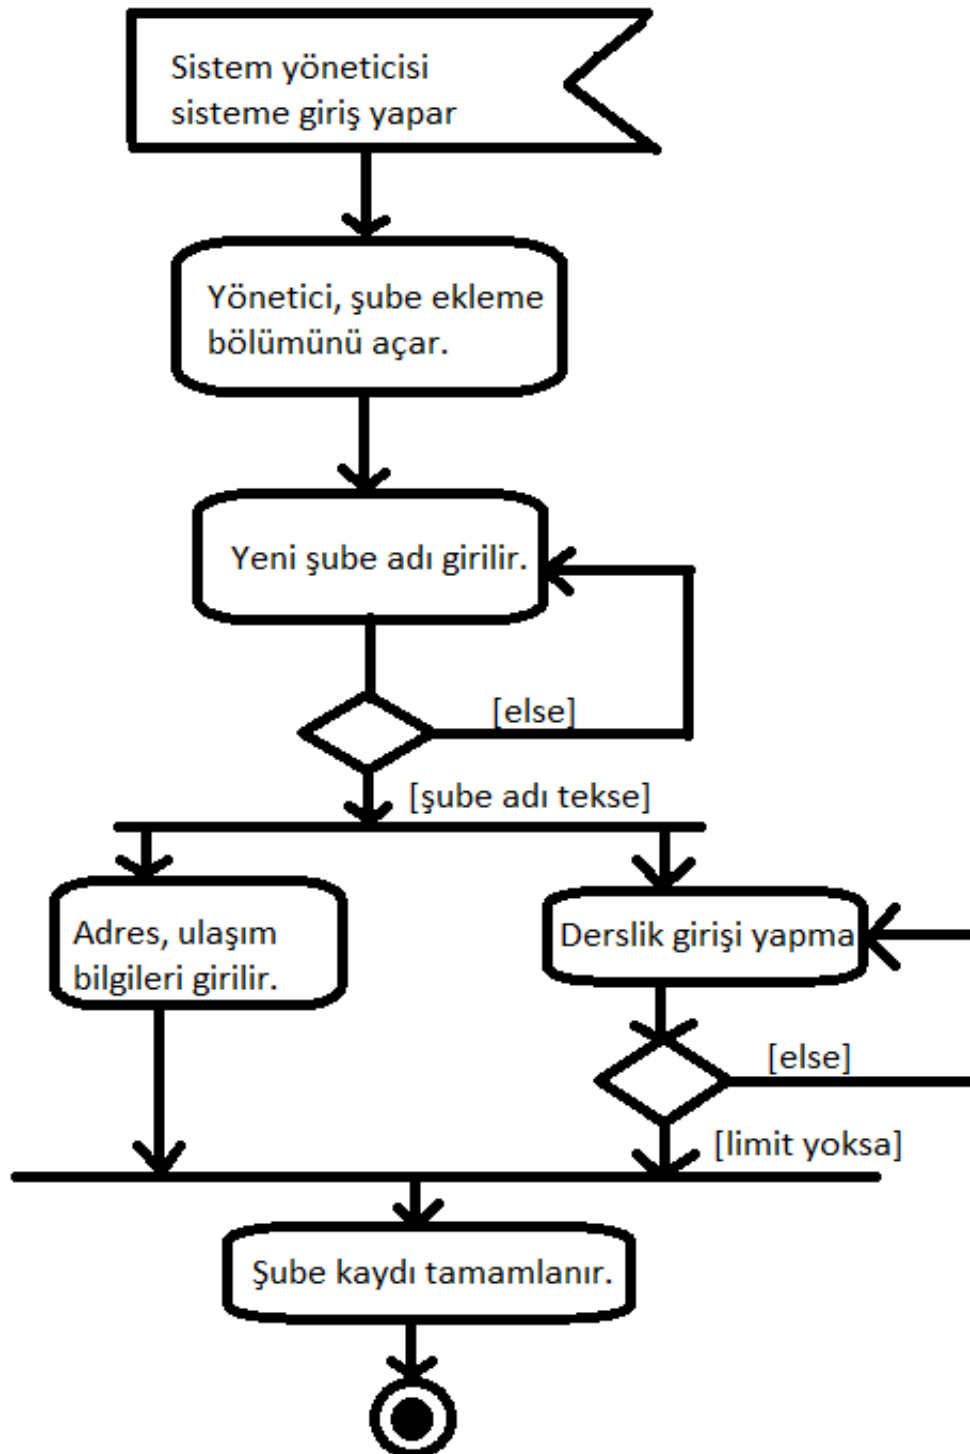 Sistem yöneticisi
sisteme giriş yapar
Yönetici, şube ekleme
bölümünü açar.
Yeni şube adı girilir.
[else]
[şube adı tekse]
Adres, ulaşım
bilgileri girilir.
Derslik girişi yapma
[else]
[limit yoksa]
Şube kaydı tamamlanır.